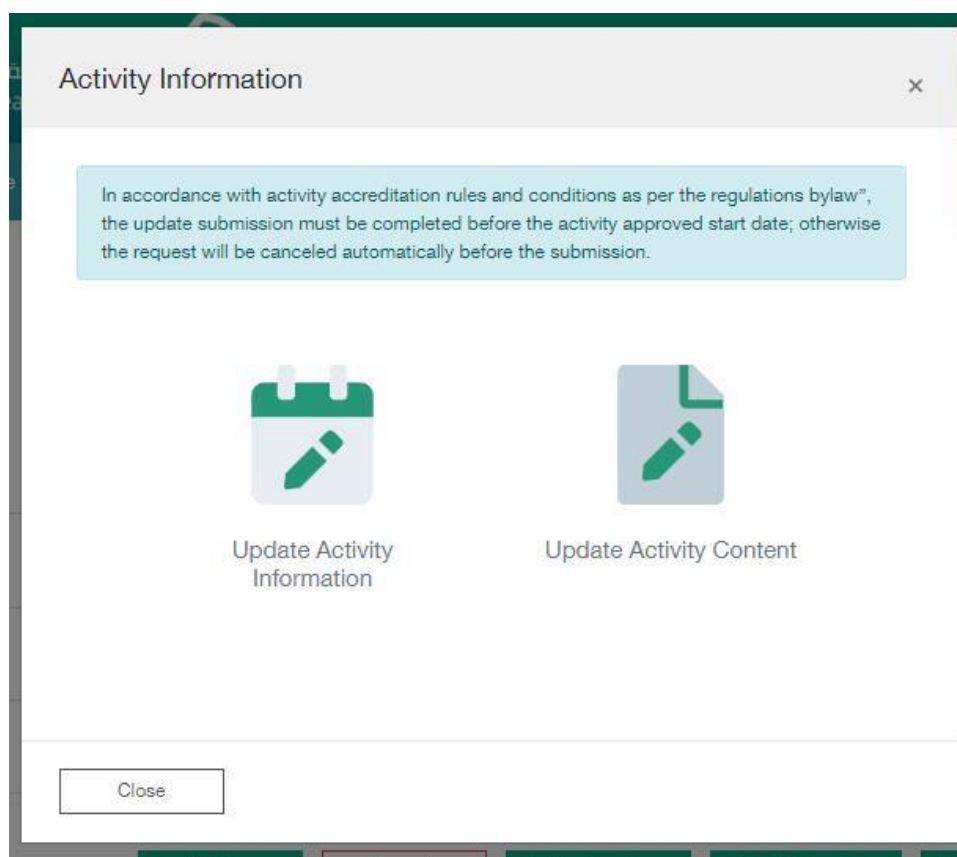 Activity Information
×
In accordance with activity accreditation rules and conditions as per the regulations bylaw”,
the update submission must be completed before the activity approved start date; otherwise
the request will be canceled automatically before the submission.
Update Activity
Information
Update Activity Content
Close